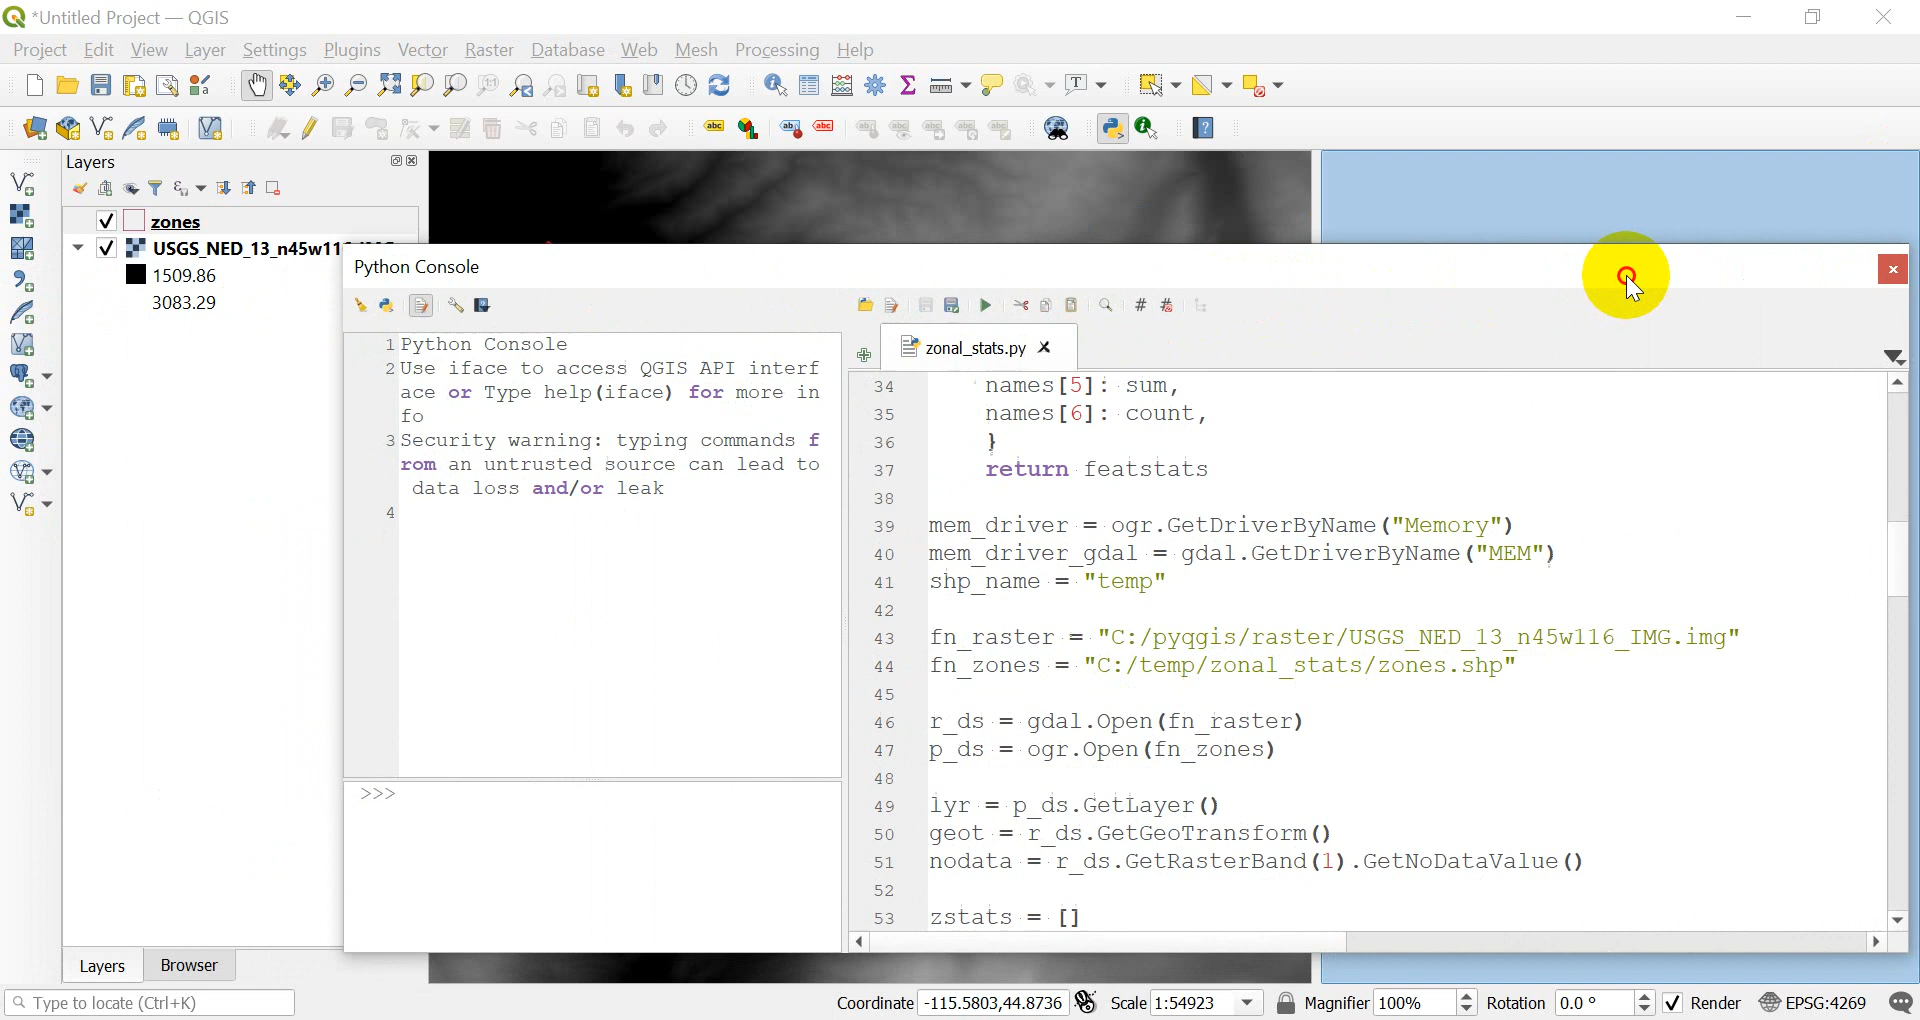 *Untitled Project — QGIS
Project Edit View Layer Settings Plugins Vector Raster Database Web Mesh Processing Help
Layers
zones
USGS_NED_13_n45w11
1509.86
3083.29
Python Console
zonal_stats.py
1 Python Console
2 Use iface to access QGIS API interf
ace or Type help(iface) for more in
fo
3 Security warning: typing commands f
rom an untrusted source can lead to
data loss and/or leak
4
>>>
34 names[5]: sum,
35 names[6]: count,
36 }
37 return featstats
38
39 mem_driver = ogr.GetDriverByName("Memory")
40 mem_driver_gdal = gdal.GetDriverByName("MEM")
41 shp_name = "temp"
42
43 fn_raster = "C:/pyqgis/raster/USGS_NED_13_n45w116_IMG.img"
44 fn_zones = "C:/temp/zonal_stats/zones.shp"
45
46 r_ds = gdal.Open(fn_raster)
47 p_ds = ogr.Open(fn_zones)
48
49 lyr = p_ds.GetLayer()
50 geot = r_ds.GetGeoTransform()
51 nodata = r_ds.GetRasterBand(1).GetNoDataValue()
52
53 zstats = []
Layers Browser
Type to locate (Ctrl+K) Coordinate -115.5803,44.8736 Scale 1:54923 Magnifier 100% Rotation 0.0 ° Render EPSG:4269